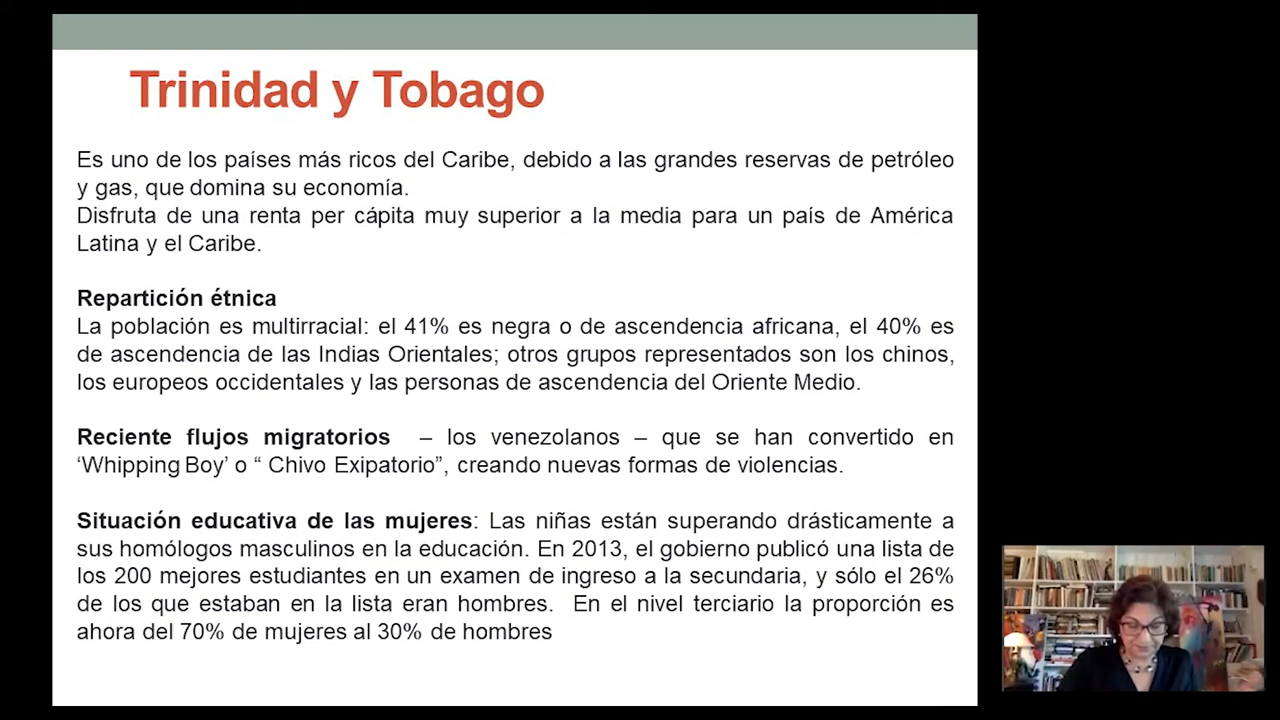 Trinidad y Tobago
Es uno de los países más ricos del Caribe, debido a las grandes reservas de petróleo
y gas, que domina su economía.
Disfruta de una renta per cápita muy superior a la media para un país de América
Latina y el Caribe.
Repartición étnica
La población es multirracial: el 41% es negra o de ascendencia africana, el 40% es
de ascendencia de las Indias Orientales; otros grupos representados son los chinos,
los europeos occidentales y las personas de ascendencia del Oriente Medio.
Reciente flujos migratorios – los venezolanos – que se han convertido en
‘Whipping Boy’ o “ Chivo Exipatorio”, creando nuevas formas de violencias.
Situación educativa de las mujeres: Las niñas están superando drásticamente a
sus homólogos masculinos en la educación. En 2013, el gobierno publicó una lista de
los 200 mejores estudiantes en un examen de ingreso a la secundaria, y sólo el 26%
de los que estaban en la lista eran hombres. En el nivel terciario la proporción es
ahora del 70% de mujeres al 30% de hombres